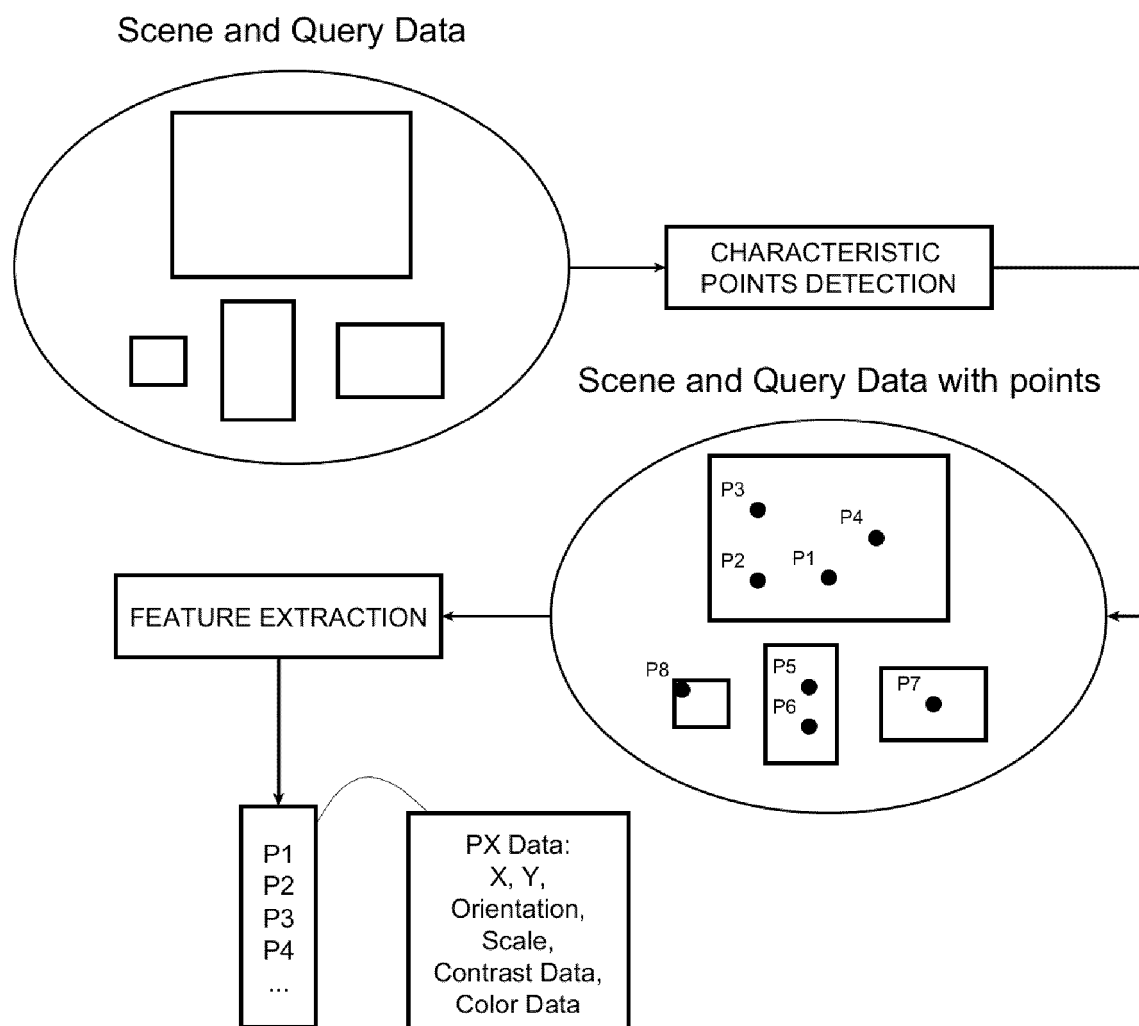 Scene and Query Data
CHARACTERISTIC
POINTS DETECTION
Scene and Query Data with points
P3
P4
P2
P1
P8
P5
P7
P6
FEATURE EXTRACTION
P1
P2
P3
P4
...
PX Data:
X, Y,
Orientation,
Scale,
Contrast Data,
Color Data